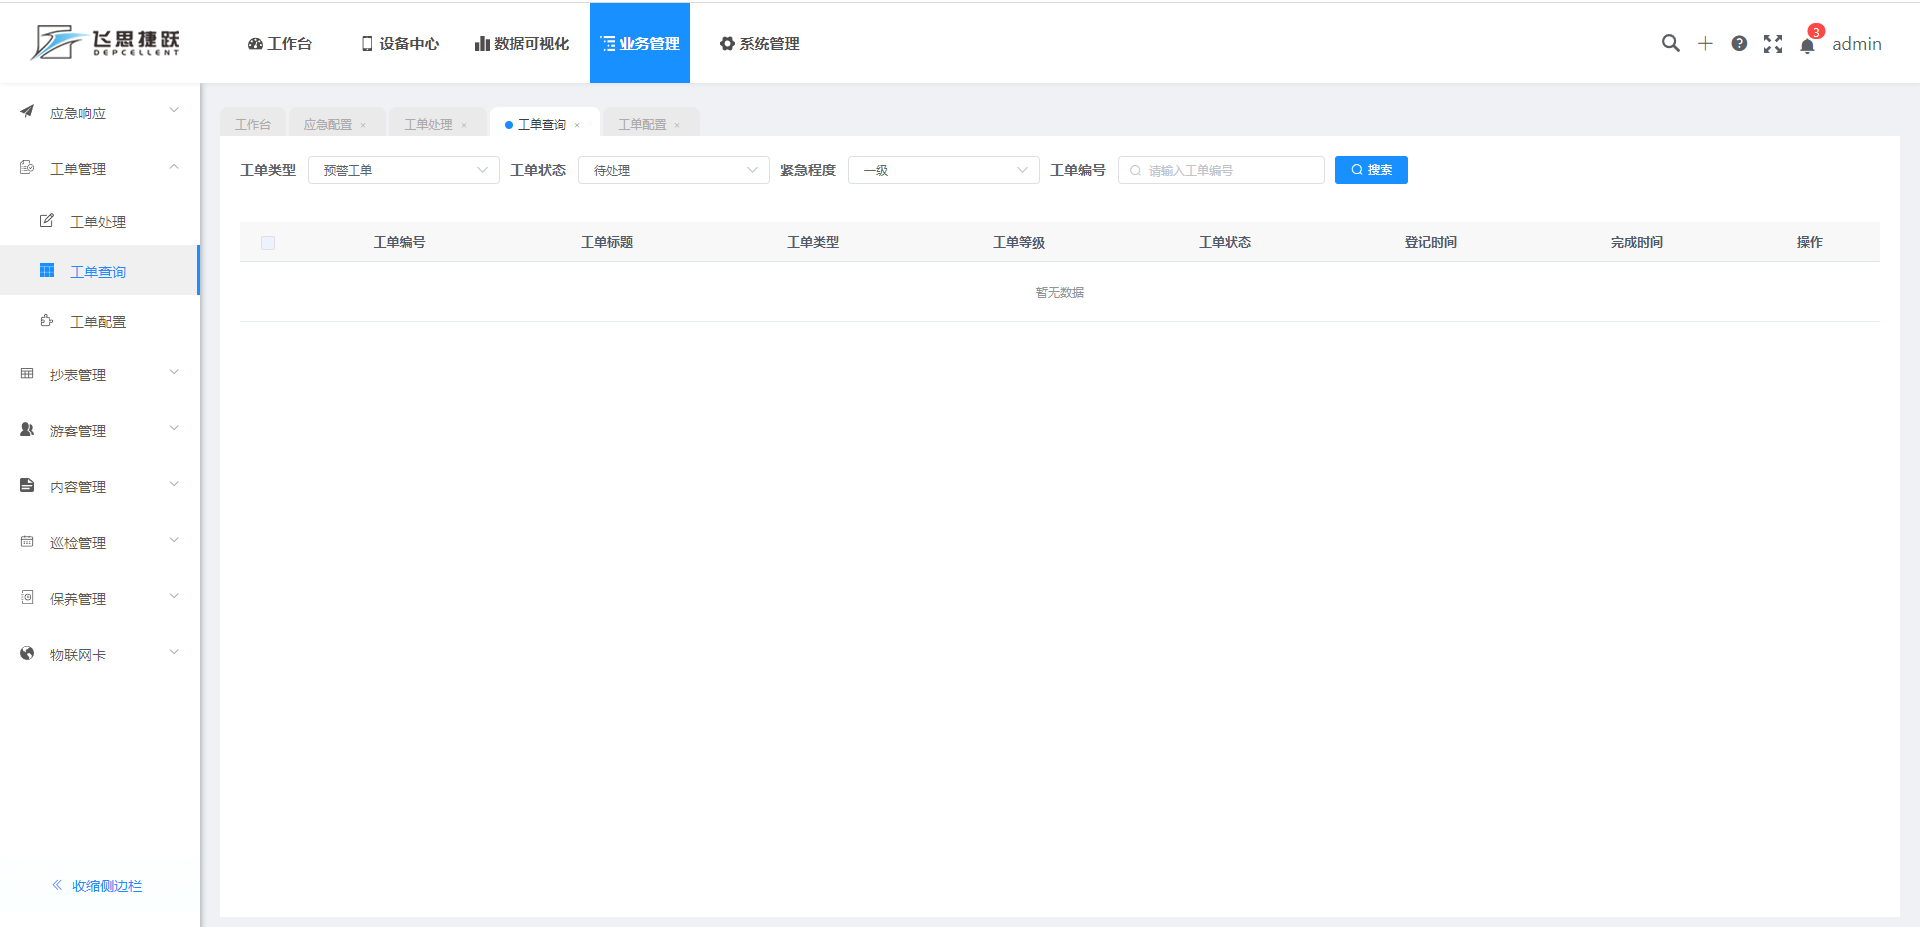 飞思捷跃 工作台 设备中心 数据可视化 业务管理 系统管理 3 admin
DEPCELLENT
应急响应
工单管理
工单处理
工单查询
工单配置
抄表管理
游客管理
内容管理
巡检管理
保养管理
物联网卡
收缩侧边栏
工作台 应急配置 × 工单处理 × 工单查询 × 工单配置 ×
工单类型 预警工单 工单状态 待处理 紧急程度 一级 工单编号 请输入工单编号 搜索
工单编号 工单标题 工单类型 工单等级 工单状态 登记时间 完成时间 操作
暂无数据